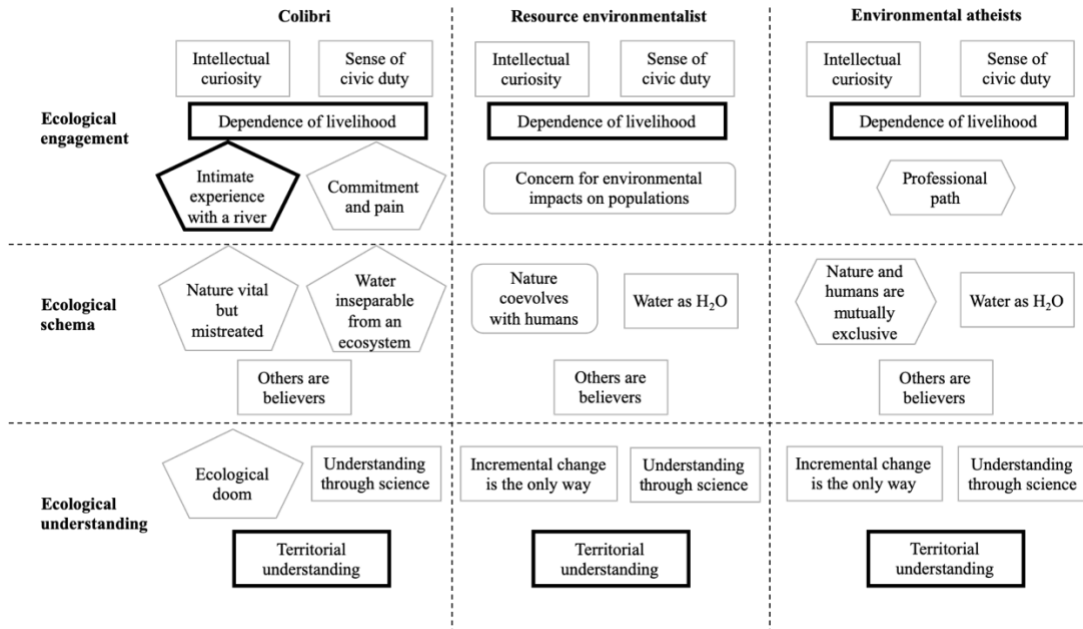 Colibri
Resource environmentalist
Environmental atheists
Ecological
engagement
Intellectual
curiosity
Sense of
civic duty
Dependence of livelihood
Intimate
experience
with a river
Commitment
and pain
Intellectual
curiosity
Sense of
civic duty
Dependence of livelihood
Concern for environmental
impacts on populations
Intellectual
curiosity
Sense of
civic duty
Dependence of livelihood
Professional
path
Ecological
schema
Nature vital
but
mistreated
Water
inseparable
from an
ecosystem
Others are
believers
Nature
coevolves
with humans
Water as H₂O
Others are
believers
Nature and
humans are
mutually
exclusive
Water as H₂O
Others are
believers
Ecological
understanding
Ecological
doom
Understanding
through science
Territorial
understanding
Incremental change
is the only way
Understanding
through science
Territorial
understanding
Incremental change
is the only way
Understanding
through science
Territorial
understanding